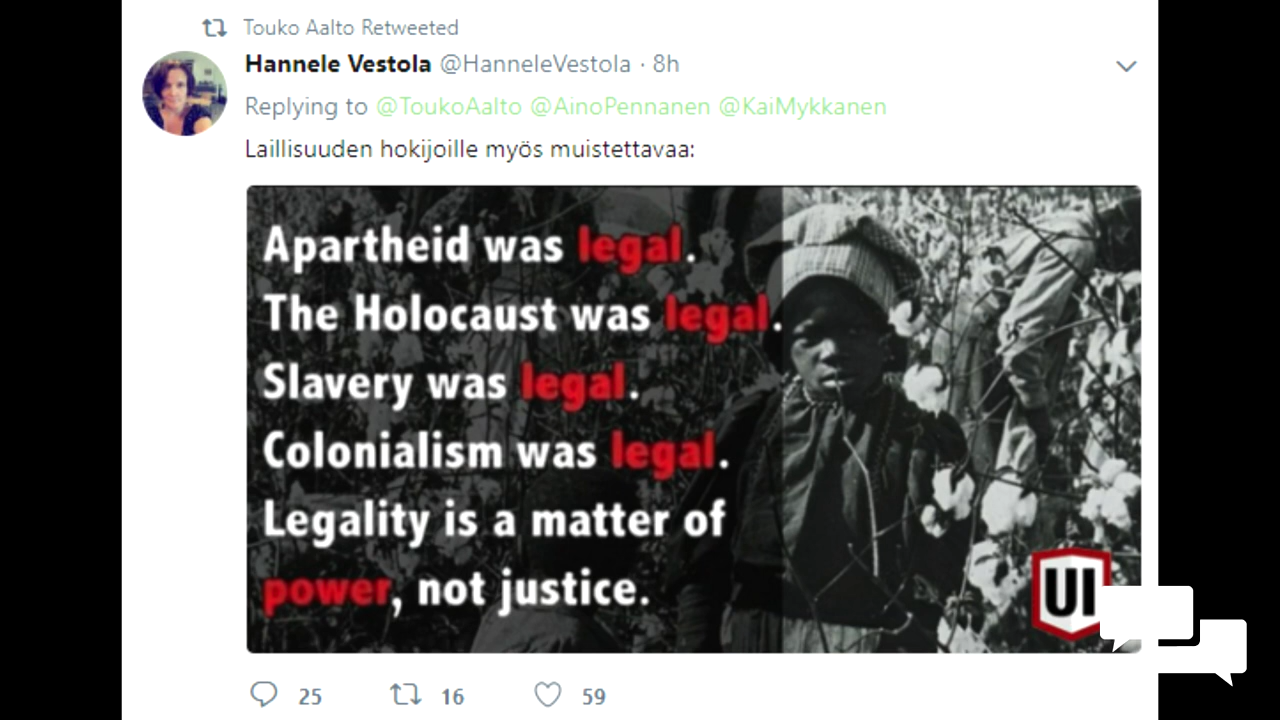 Touko Aalto Retweeted
Hannele Vestola @HanneleVestola · 8h
Replying to @ToukoAalto @AinoPennanen @KaiMykkanen
Laillisuuden hokijoille myös muistettavaa:
Apartheid was legal.
The Holocaust was legal.
Slavery was legal.
Colonialism was legal.
Legality is a matter of
power, not justice.
UI
25 16 59